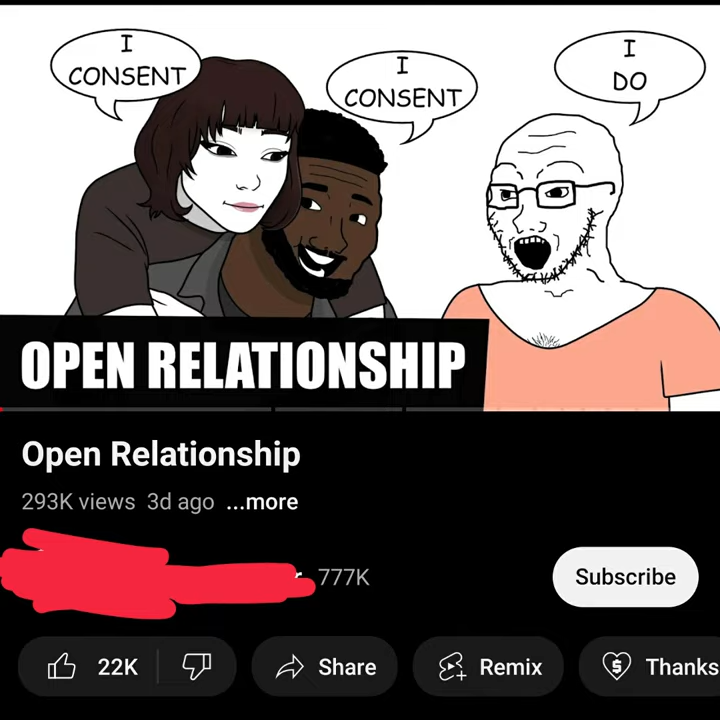 I
CONSENT
I
CONSENT
I
DO
OPEN RELATIONSHIP
Open Relationship
293K views 3d ago ...more
777K
Subscribe
22K Share Remix Thanks